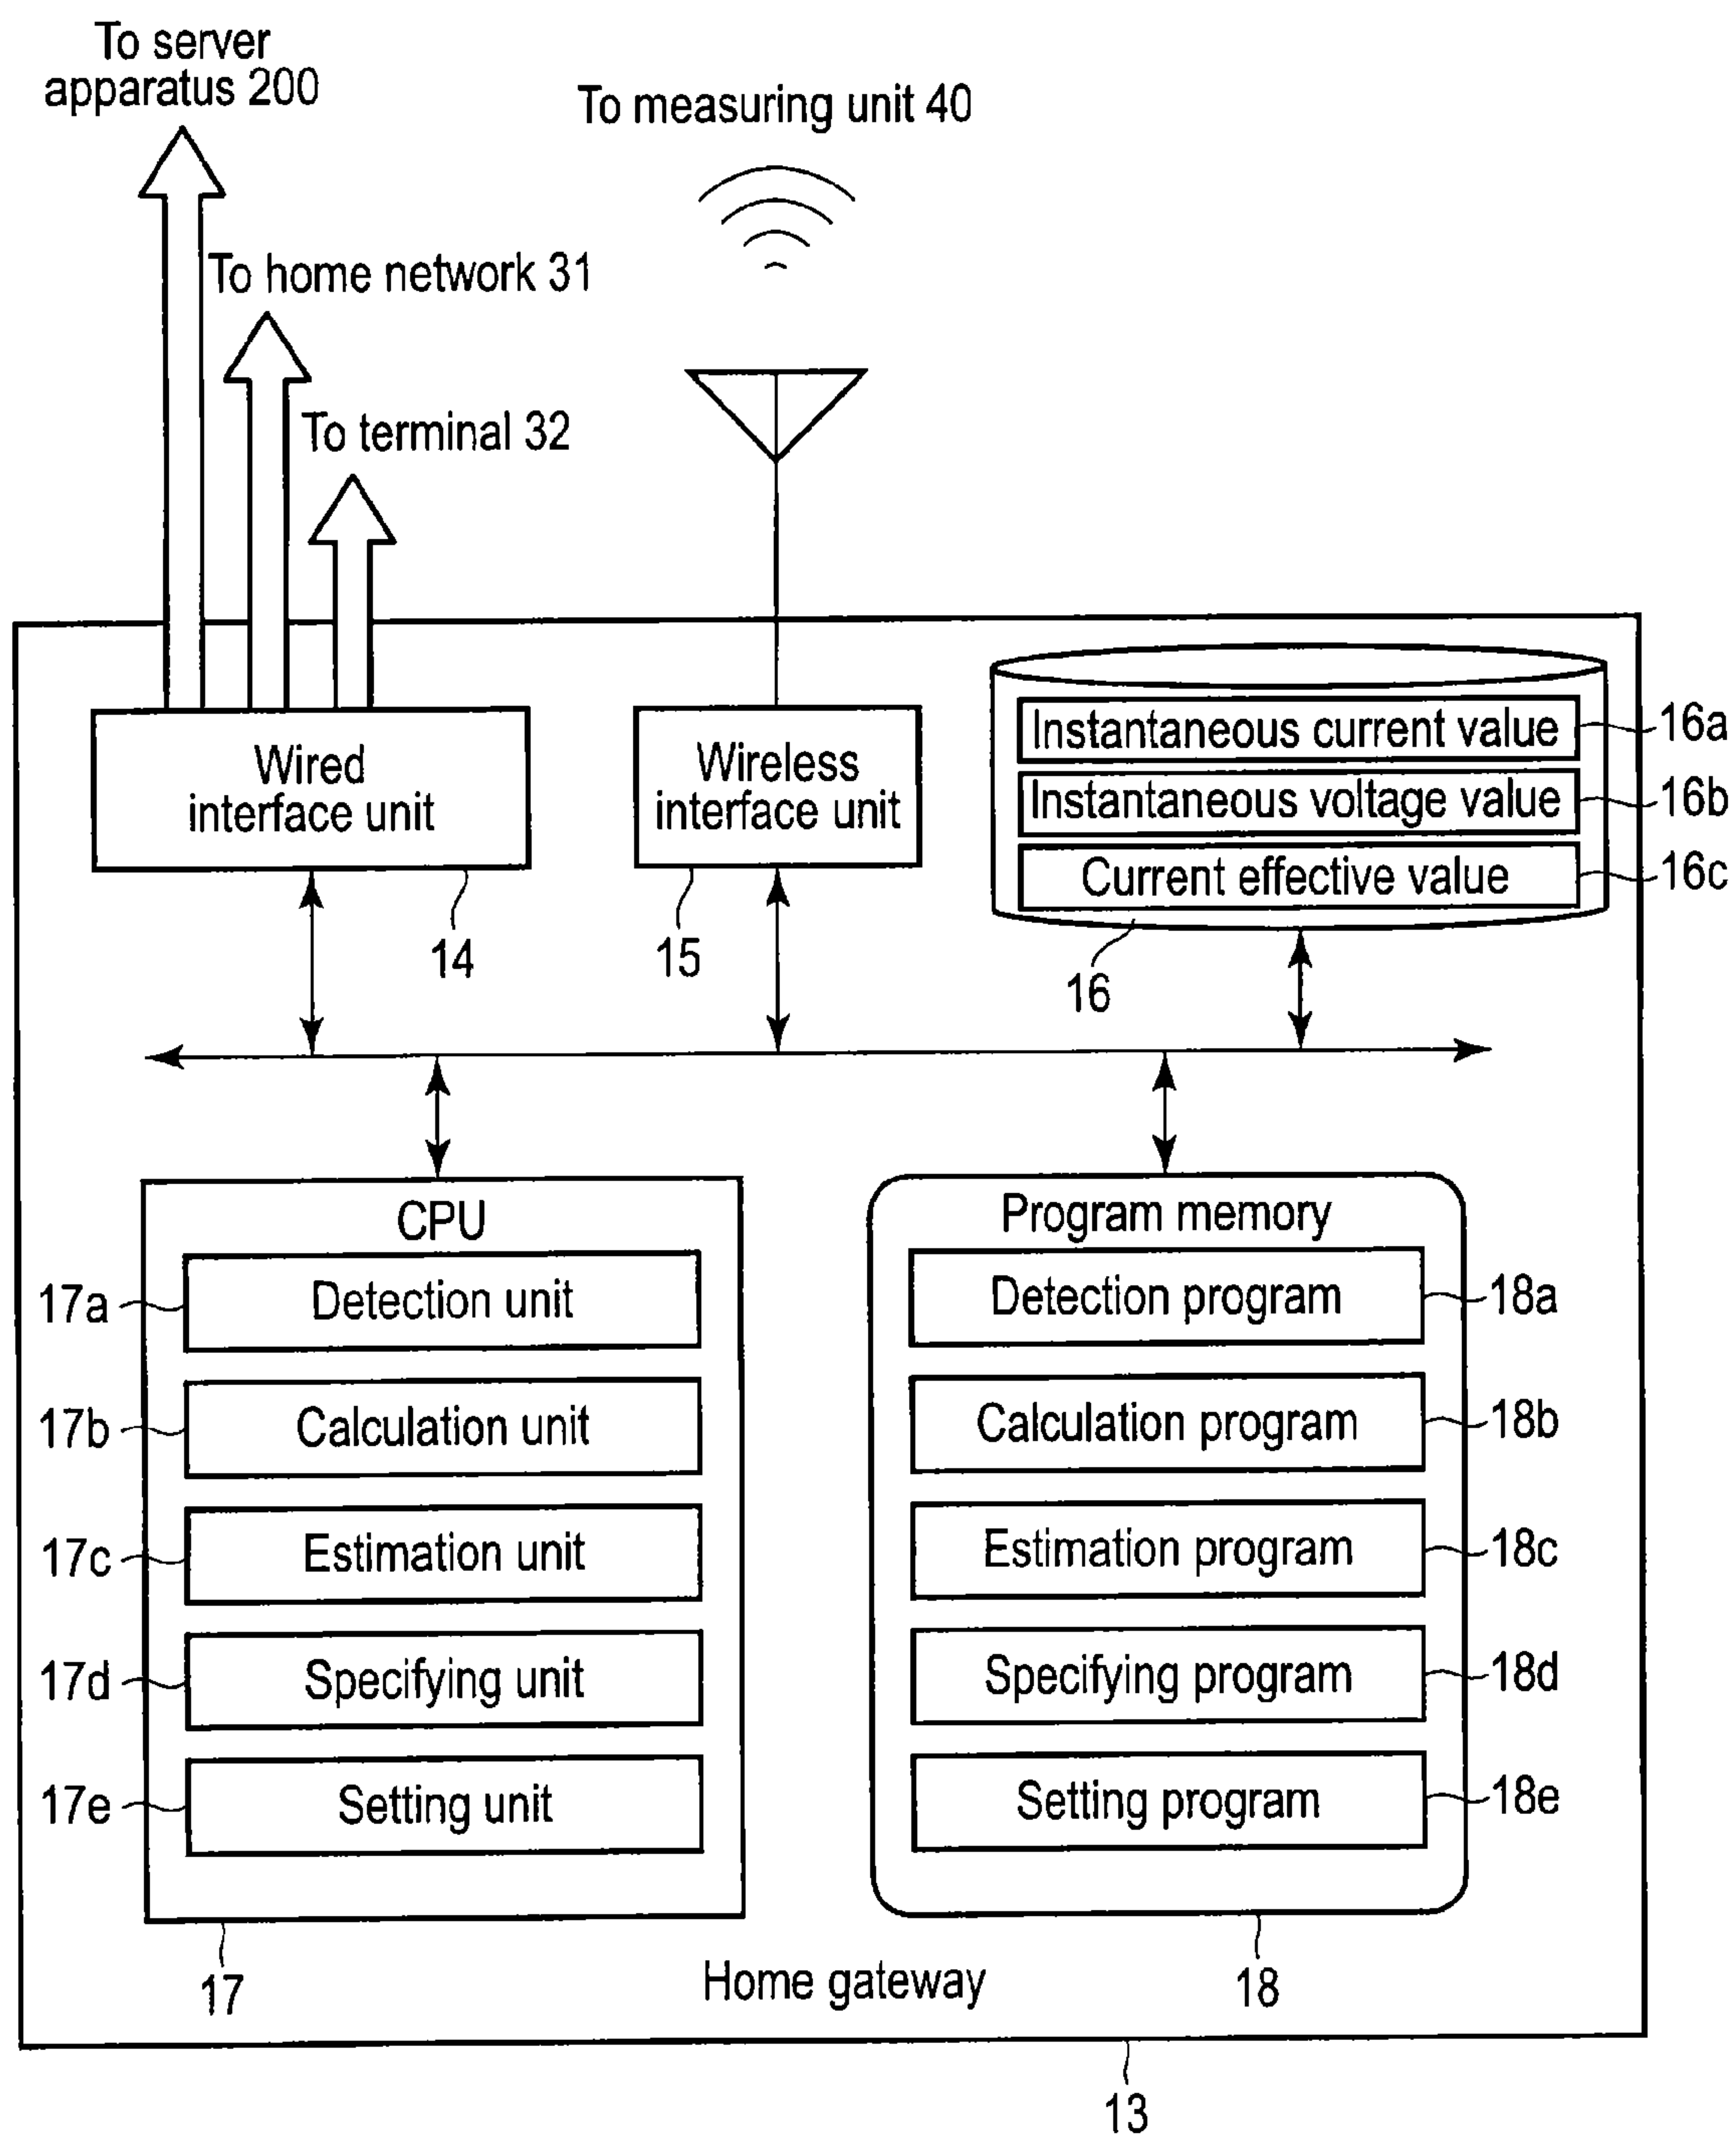 To server
apparatus 200
To measuring unit 40
To home network 31
To terminal 32
Wired
interface unit
14
Wireless
interface unit
15
Instantaneous current value
16a
Instantaneous voltage value
16b
Current effective value
16c
16
CPU
17a
Detection unit
17b
Calculation unit
17c
Estimation unit
17d
Specifying unit
17e
Setting unit
17
Program memory
Detection program
18a
Calculation program
18b
Estimation program
18c
Specifying program
18d
Setting program
18e
18
Home gateway
13